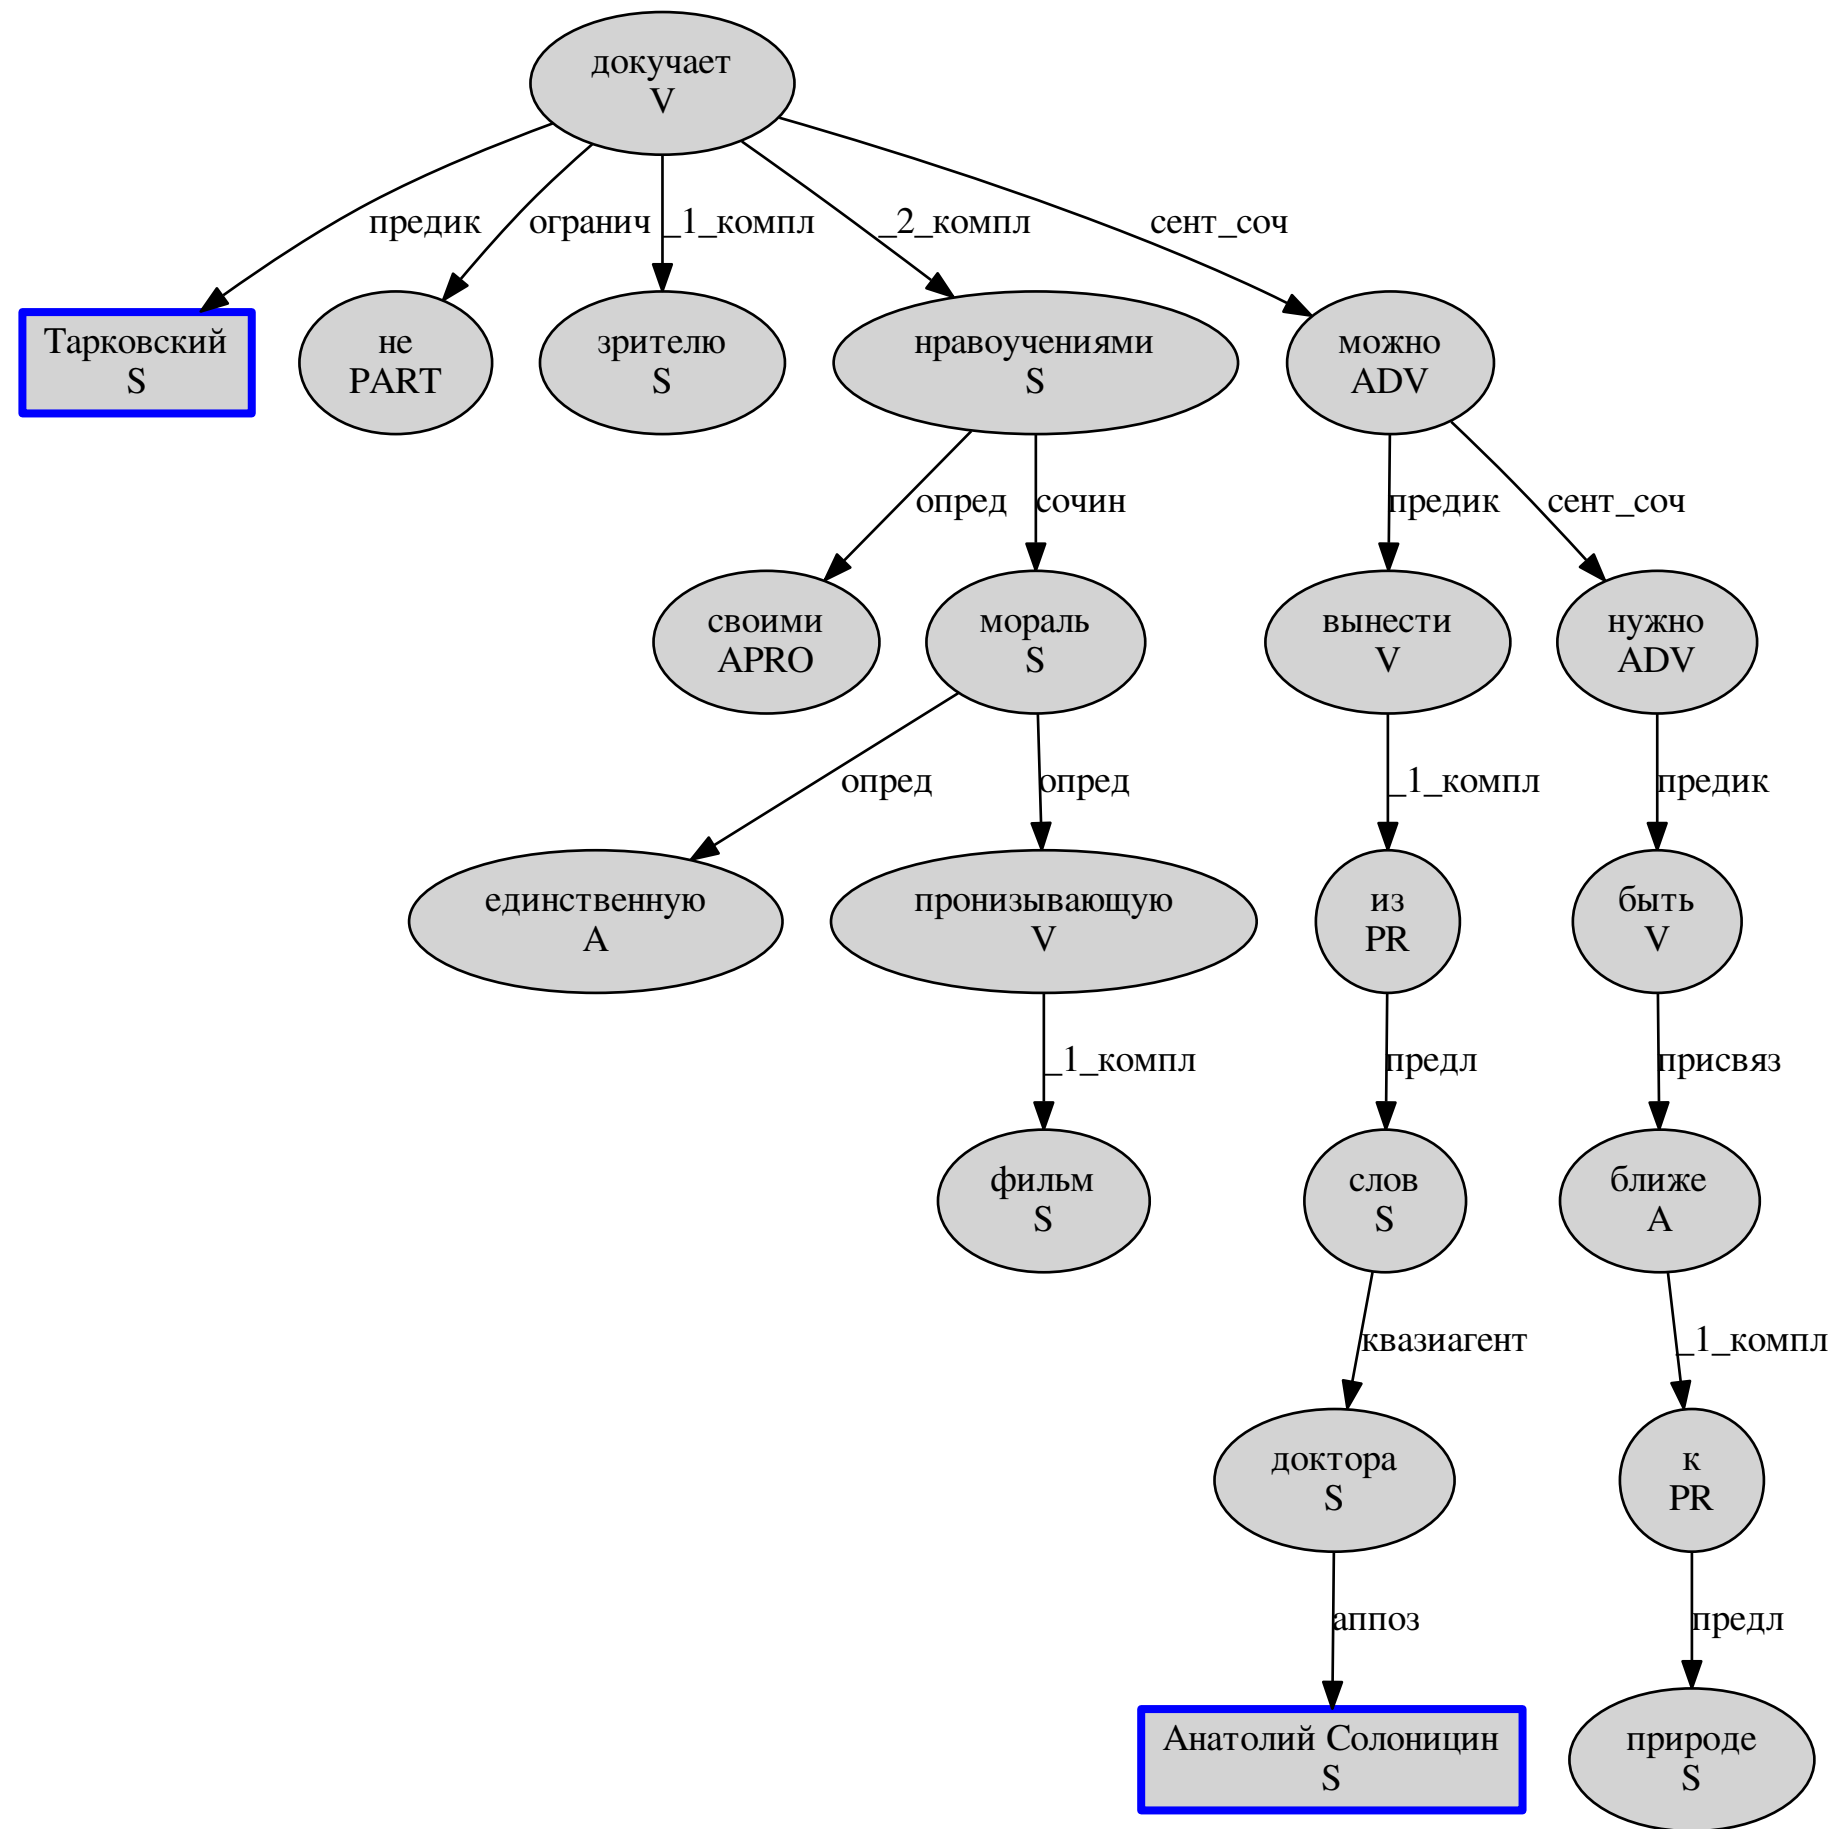 докучает
V
предик
огранич
_1_компл
_2_компл
сент_соч
Тарковский
S
не
PART
зрителю
S
нравоучениями
S
можно
ADV
опред
сочин
предик
сент_соч
своими
APRO
мораль
S
вынести
V
нужно
ADV
опред
опред
_1_компл
предик
единственную
A
пронизывающую
V
из
PR
быть
V
_1_компл
предл
присвяз
фильм
S
слов
S
ближе
A
квазиагент
_1_компл
доктора
S
к
PR
аппоз
предл
Анатолий Солоницин
S
природе
S